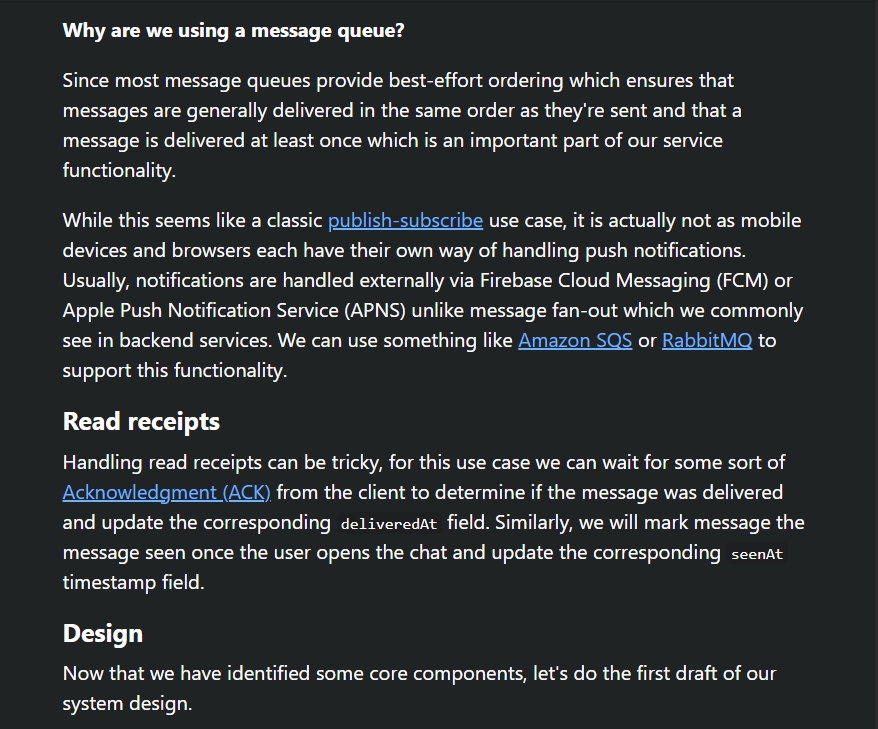 Why are we using a message queue?
Since most message queues provide best-effort ordering which ensures that
messages are generally delivered in the same order as they're sent and that a
message is delivered at least once which is an important part of our service
functionality.
While this seems like a classic publish-subscribe use case, it is actually not as mobile
devices and browsers each have their own way of handling push notifications.
Usually, notifications are handled externally via Firebase Cloud Messaging (FCM) or
Apple Push Notification Service (APNS) unlike message fan-out which we commonly
see in backend services. We can use something like Amazon SQS or RabbitMQ to
support this functionality.
Read receipts
Handling read receipts can be tricky, for this use case we can wait for some sort of
Acknowledgment (ACK) from the client to determine if the message was delivered
and update the corresponding deliveredAt field. Similarly, we will mark message the
message seen once the user opens the chat and update the corresponding seenAt
timestamp field.
Design
Now that we have identified some core components, let's do the first draft of our
system design.